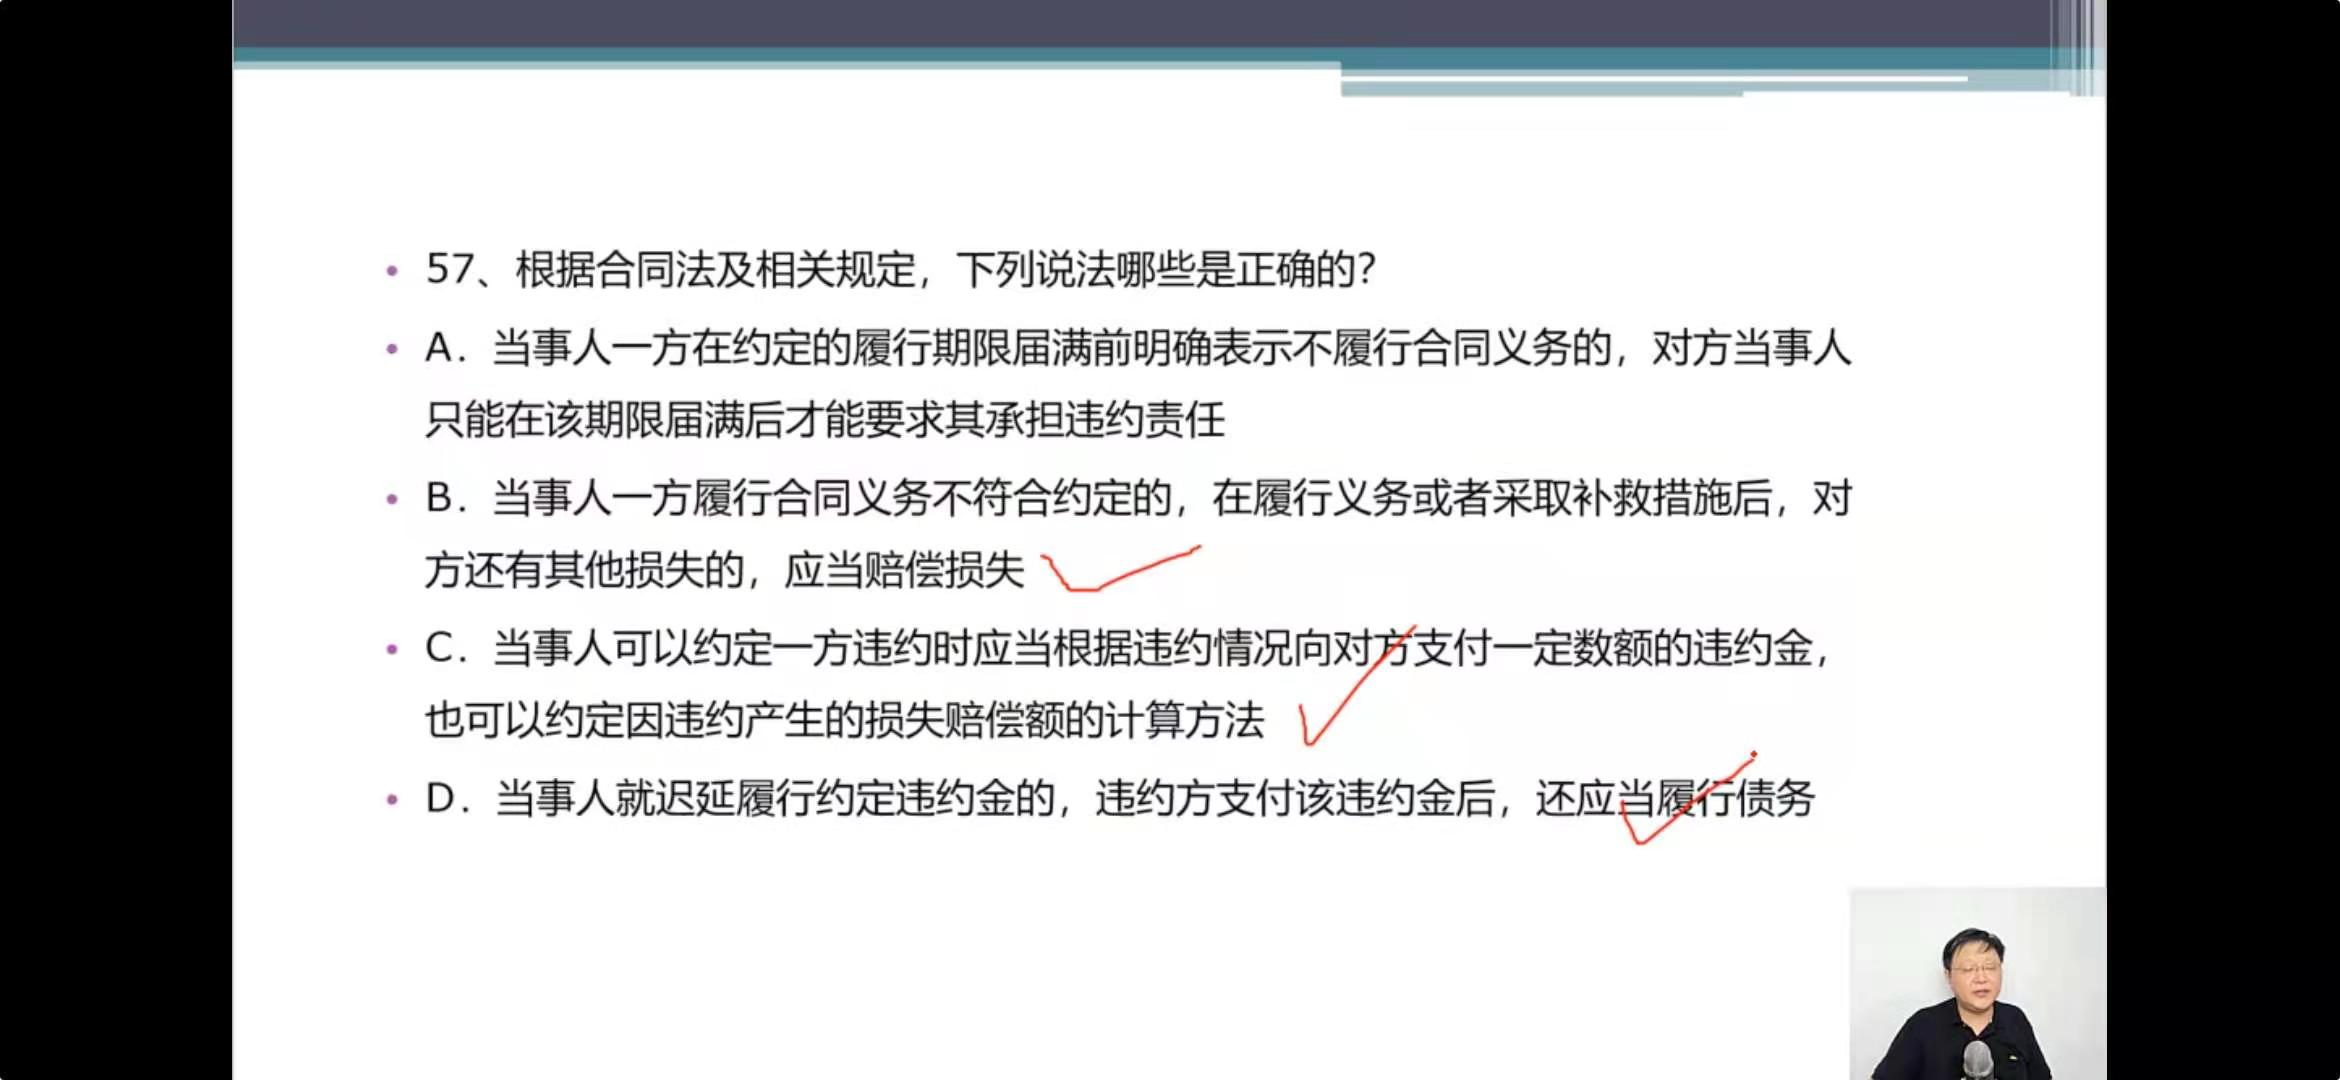 57、根据合同法及相关规定，下列说法哪些是正确的？
A．当事人一方在约定的履行期限届满前明确表示不履行合同义务的，对方当事人
只能在该期限届满后才能要求其承担违约责任
B．当事人一方履行合同义务不符合约定的，在履行义务或者采取补救措施后，对
方还有其他损失的，应当赔偿损失
C．当事人可以约定一方违约时应当根据违约情况向对方支付一定数额的违约金，
也可以约定因违约产生的损失赔偿额的计算方法
D．当事人就迟延履行约定违约金的，违约方支付该违约金后，还应当履行债务